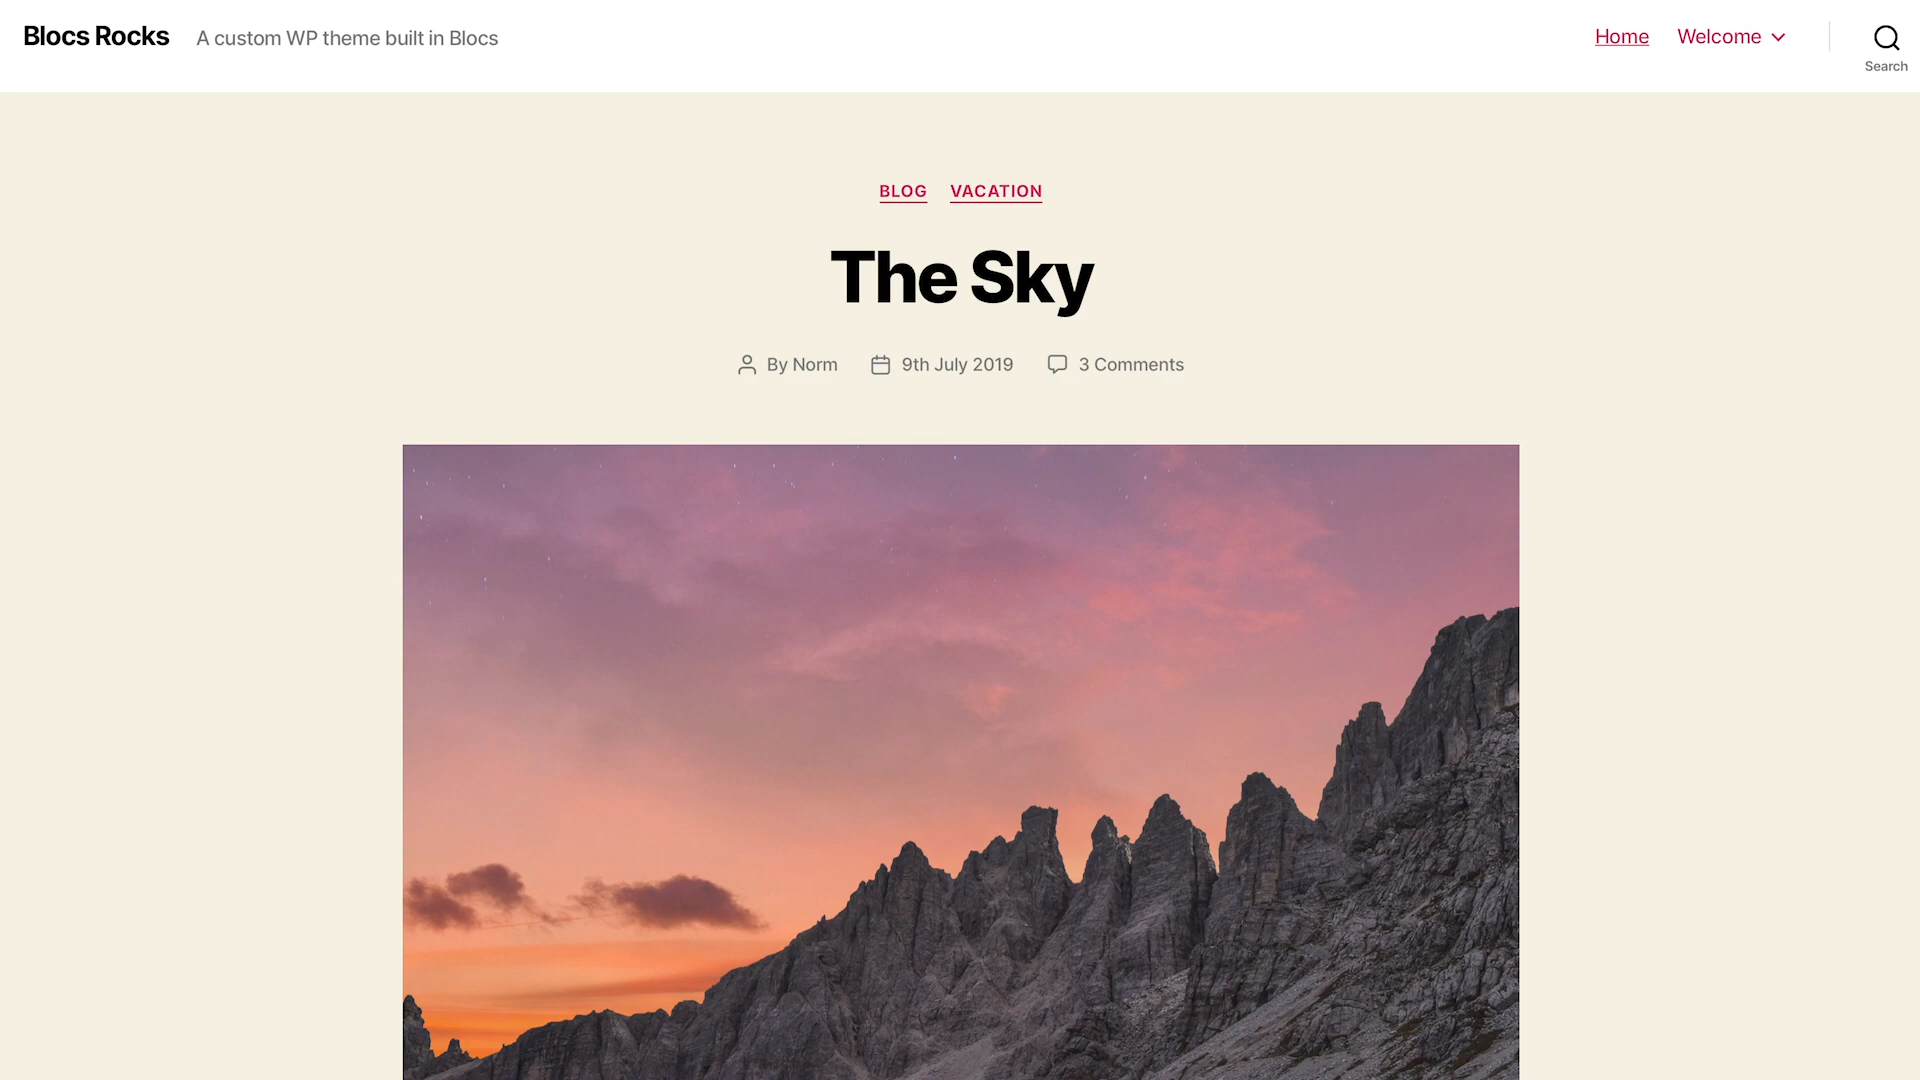 Blocs Rocks A custom WP theme built in Blocs Home Welcome
Search
BLOG VACATION
The Sky
By Norm 9th July 2019 3 Comments